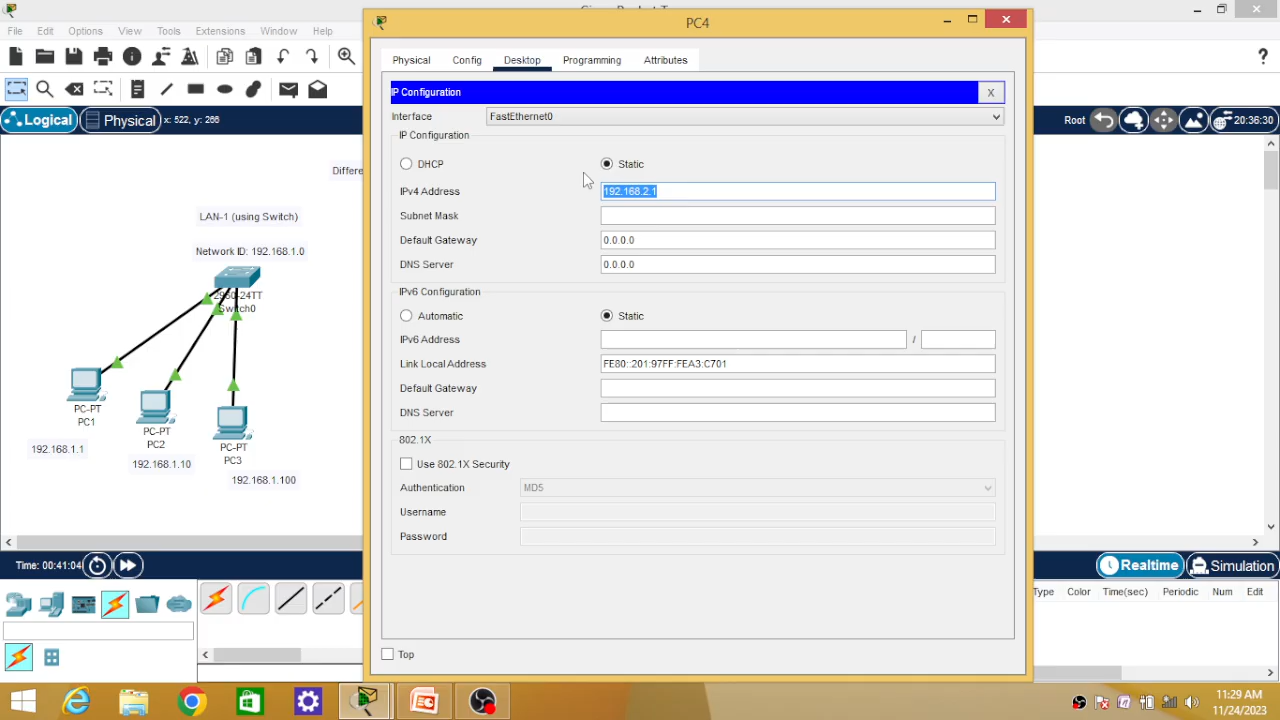 PC4
File Edit Options View Tools Extensions Window Help
Physical Config Desktop Programming Attributes
IP Configuration X
Logical Physical x: 522, y: 266 Root 20:36:30
Interface FastEthernet0
IP Configuration
DHCP Static
Differe
IPv4 Address 192.168.2.1
Subnet Mask
LAN-1 (using Switch)
Default Gateway 0.0.0.0
Network ID: 192.168.1.0
DNS Server 0.0.0.0
2950-24TT
Switch0
IPv6 Configuration
Automatic Static
IPv6 Address /
Link Local Address FE80::201:97FF:FEA3:C701
Default Gateway
DNS Server
PC-PT
PC1
PC-PT
PC2
PC-PT
PC3
192.168.1.1
192.168.1.10
192.168.1.100
802.1X
Use 802.1X Security
Authentication MD5
Username
Password
Time: 00:41:04 Realtime Simulation
Type Color Time(sec) Periodic Num Edit
Top
11:29 AM
11/24/2023